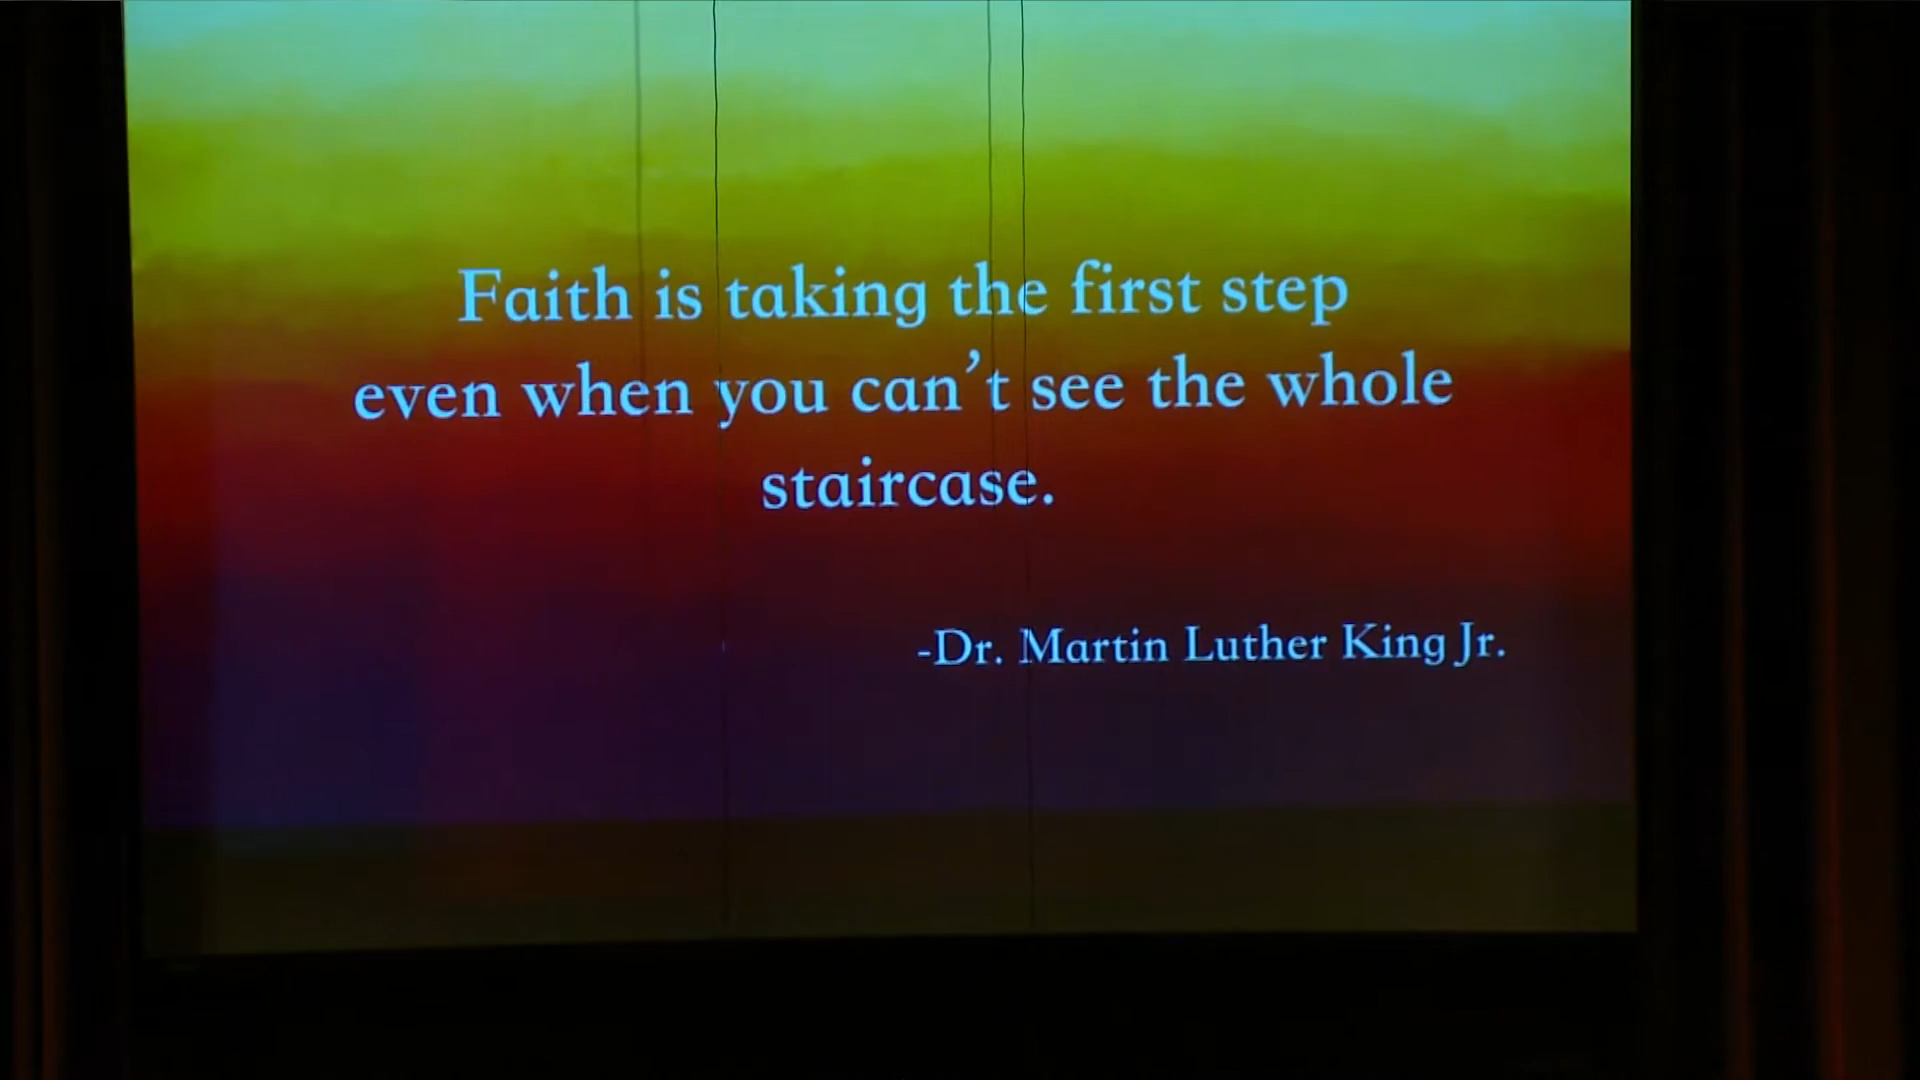 Faith is taking the first step
even when you can’t see the whole
staircase.
-Dr. Martin Luther King Jr.